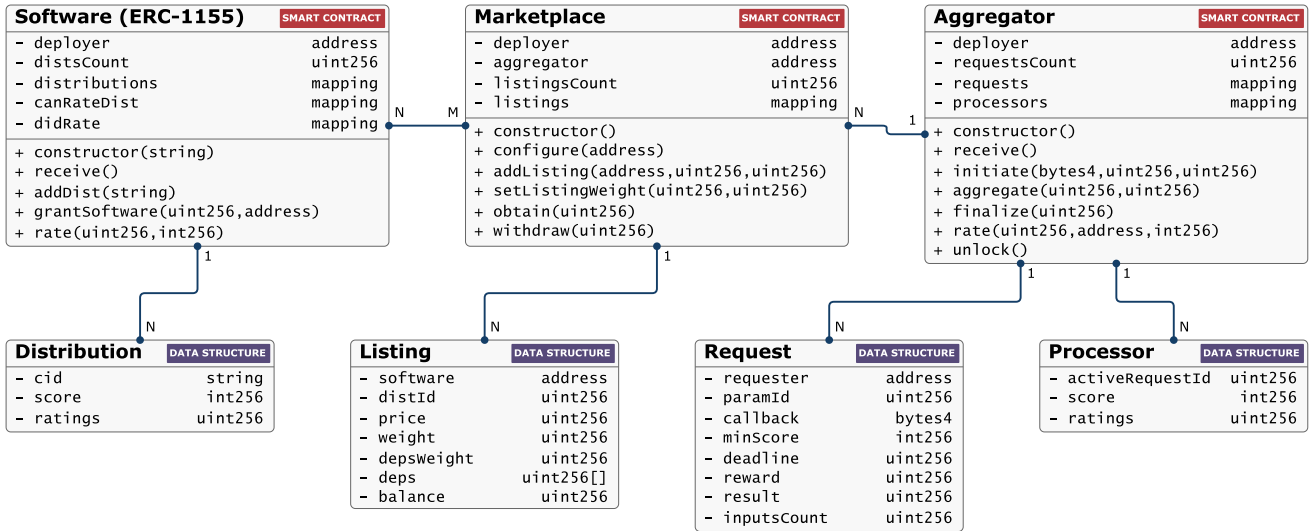 Software (ERC-1155) SMART CONTRACT
- deployer address
- distsCount uint256
- distributions mapping
- canRateDist mapping
- didRate mapping
+ constructor(string)
+ receive()
+ addDist(string)
+ grantSoftware(uint256,address)
+ rate(uint256,int256)
N
M
Marketplace SMART CONTRACT
- deployer address
- aggregator address
- listingsCount uint256
- listings mapping
+ constructor()
+ configure(address)
+ addListing(address,uint256,uint256)
+ setListingWeight(uint256,uint256)
+ obtain(uint256)
+ withdraw(uint256)
N
1
Aggregator SMART CONTRACT
- deployer address
- requestsCount uint256
- requests mapping
- processors mapping
+ constructor()
+ receive()
+ initiate(bytes4,uint256,uint256)
+ aggregate(uint256,uint256)
+ finalize(uint256)
+ rate(uint256,address,int256)
+ unlock()
1
N
1
N
1
N
1
N
Distribution DATA STRUCTURE
- cid string
- score int256
- ratings uint256
Listing DATA STRUCTURE
- software address
- distId uint256
- price uint256
- weight uint256
- depsWeight uint256
- deps uint256[]
- balance uint256
Request DATA STRUCTURE
- requester address
- paramId uint256
- callback bytes4
- minScore int256
- deadline uint256
- reward uint256
- result uint256
- inputsCount uint256
Processor DATA STRUCTURE
- activeRequestId uint256
- score int256
- ratings uint256